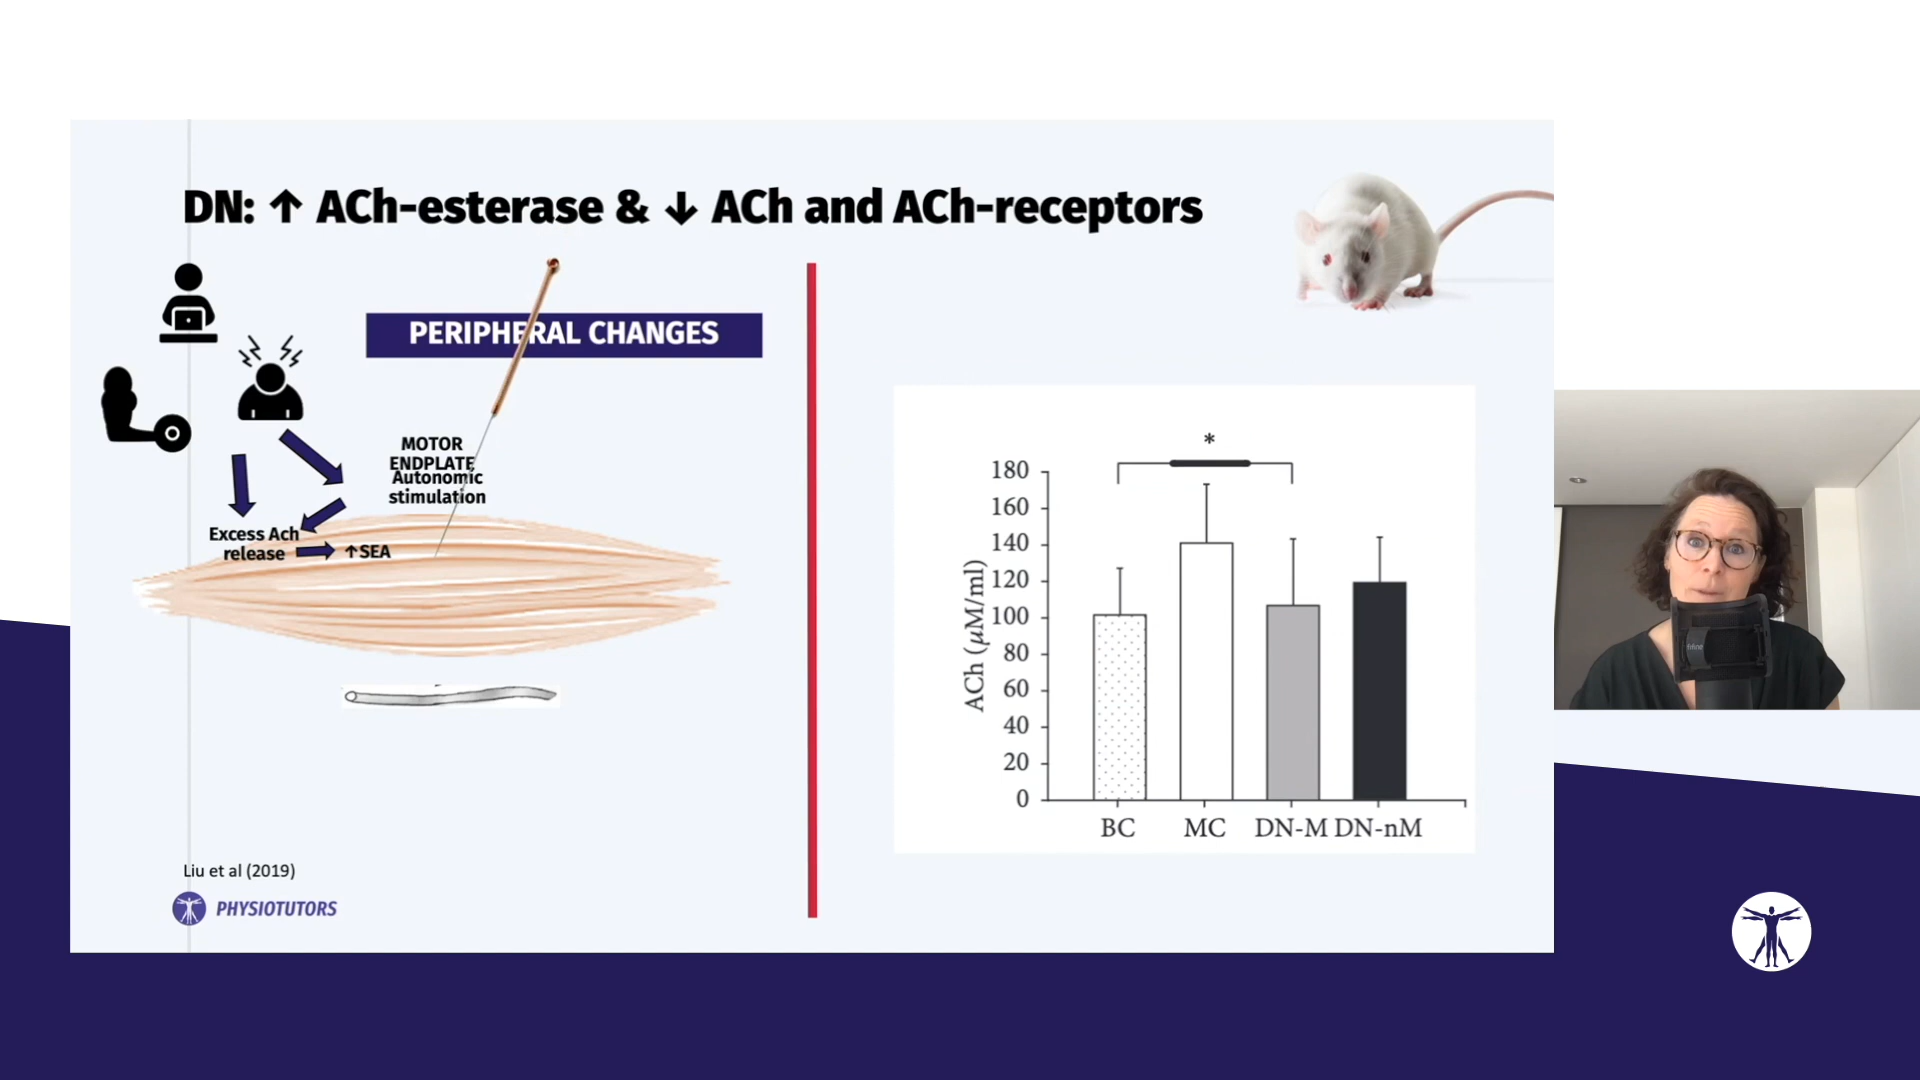 DN: ↑ ACh-esterase & ↓ ACh and ACh-receptors
PERIPHERAL CHANGES
MOTOR
ENDPLATE
Autonomic
stimulation
Excess Ach
release
↑SEA
*
180
160
140
120
100
80
60
40
20
0
ACh (µM/ml)
BC MC DN-M DN-nM
Liu et al (2019)
PHYSIOTUTORS